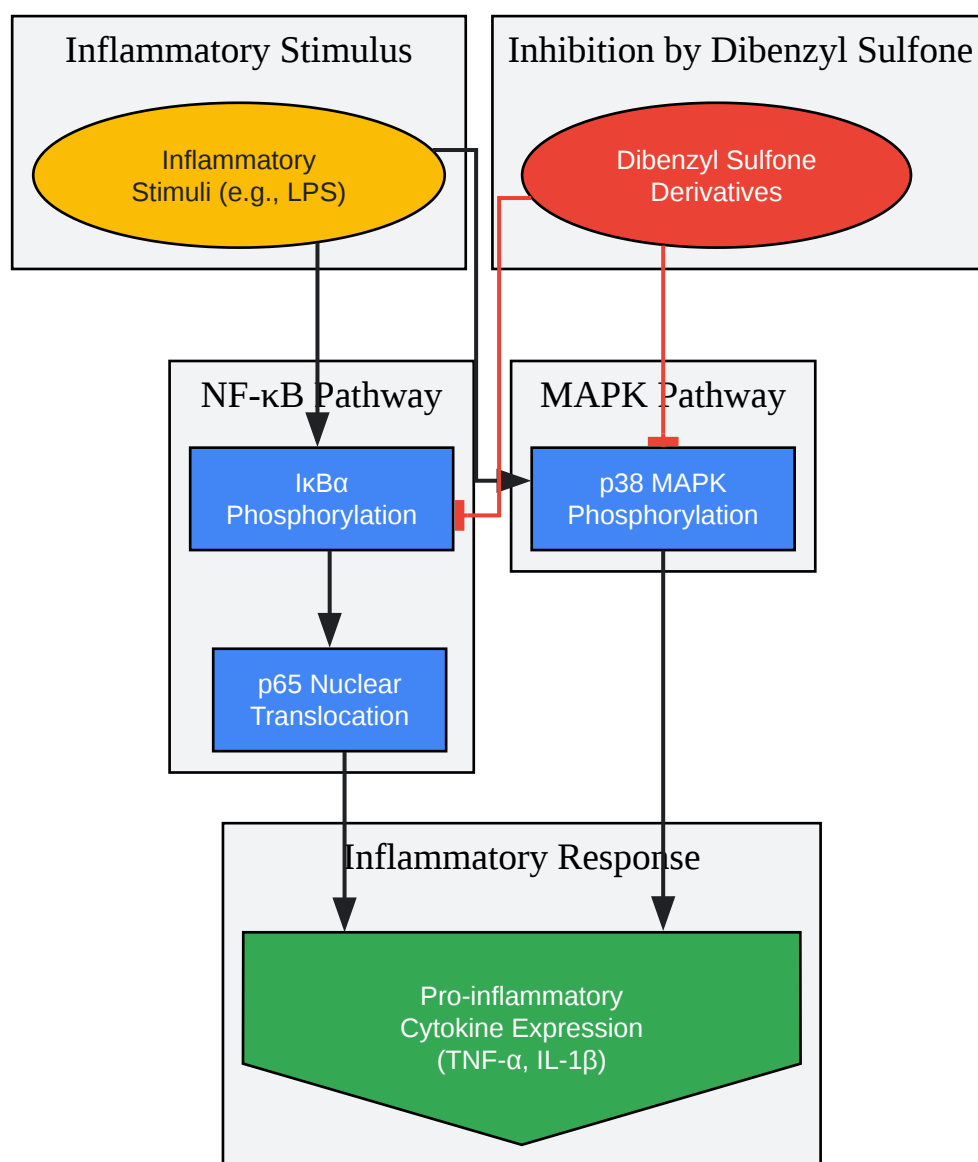 Inflammatory Stimulus
Inhibition by Dibenzyl Sulfone
Inflammatory
Stimuli (e.g., LPS)
Dibenzyl Sulfone
Derivatives
NF-κB Pathway
MAPK Pathway
IκBα
Phosphorylation
p38 MAPK
Phosphorylation
p65 Nuclear
Translocation
Inflammatory Response
Pro-inflammatory
Cytokine Expression
(TNF-α, IL-1β)